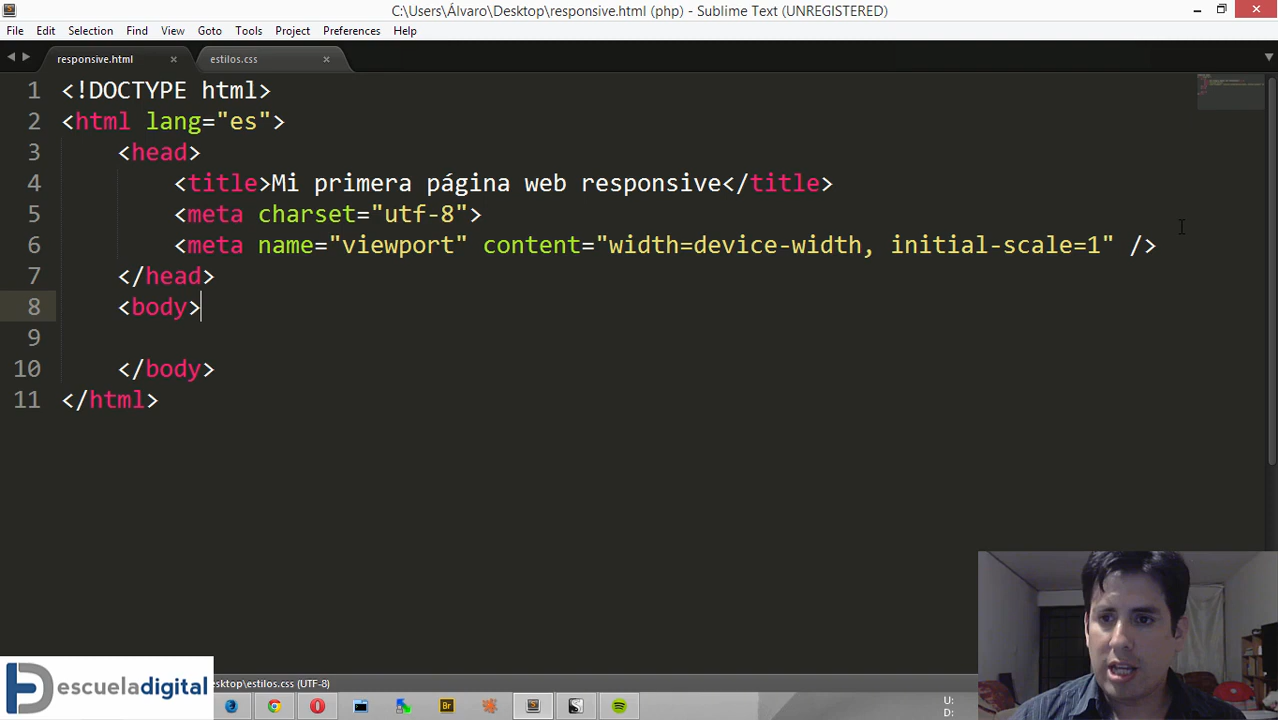 C:\Users\Álvaro\Desktop\responsive.html (php) - Sublime Text (UNREGISTERED)
File Edit Selection Find View Goto Tools Project Preferences Help
responsive.html × estilos.css ×
1 <!DOCTYPE html>
2 <html lang="es">
3 <head>
4 <title>Mi primera página web responsive</title>
5 <meta charset="utf-8">
6 <meta name="viewport" content="width=device-width, initial-scale=1" />
7 </head>
8 <body>
9
10 </body>
11 </html>
sktop\estilos.css (UTF-8)
escueladigital
Br
U:
D: